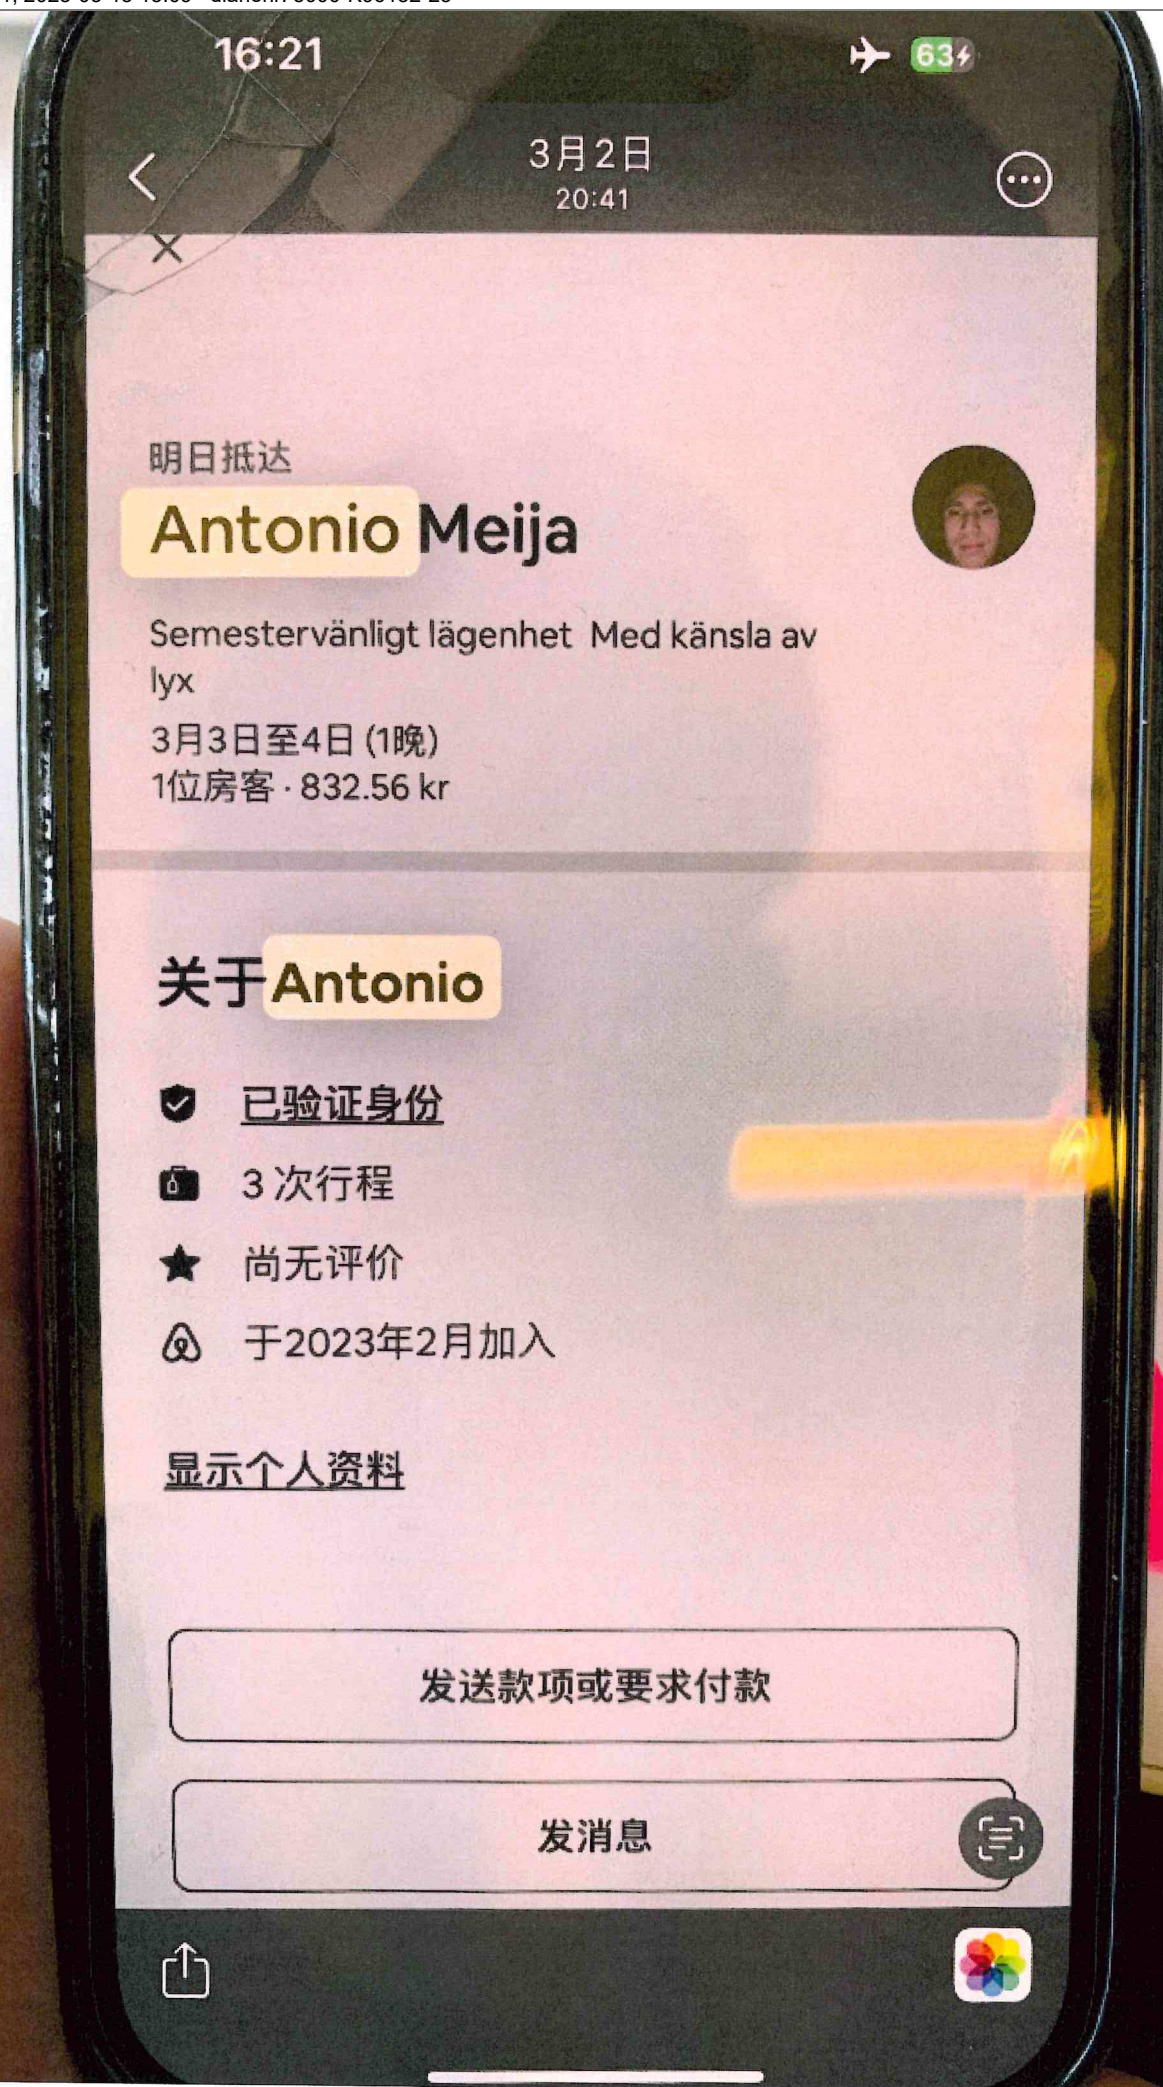 16:21
63
3月2日
20:41
明日抵达
Antonio Meija
Semestervänligt lägenhet Med känsla av
lyx
3月3日至4日 (1晚)
1位房客 · 832.56 kr
关于Antonio
已验证身份
3 次行程
尚无评价
于2023年2月加入
显示个人资料
发送款项或要求付款
发消息